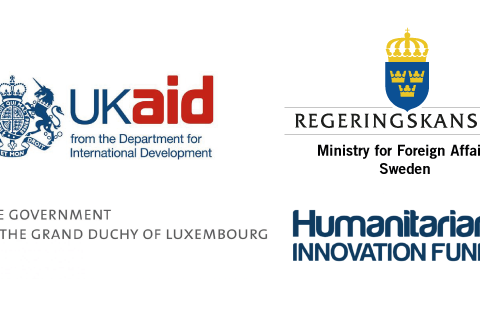 UKaid
from the Department for
International Development
REGERINGSKANS
Ministry for Foreign Affai
Sweden
E GOVERNMENT
THE GRAND DUCHY OF LUXEMBOURG
Humanitarian
INNOVATION FUN